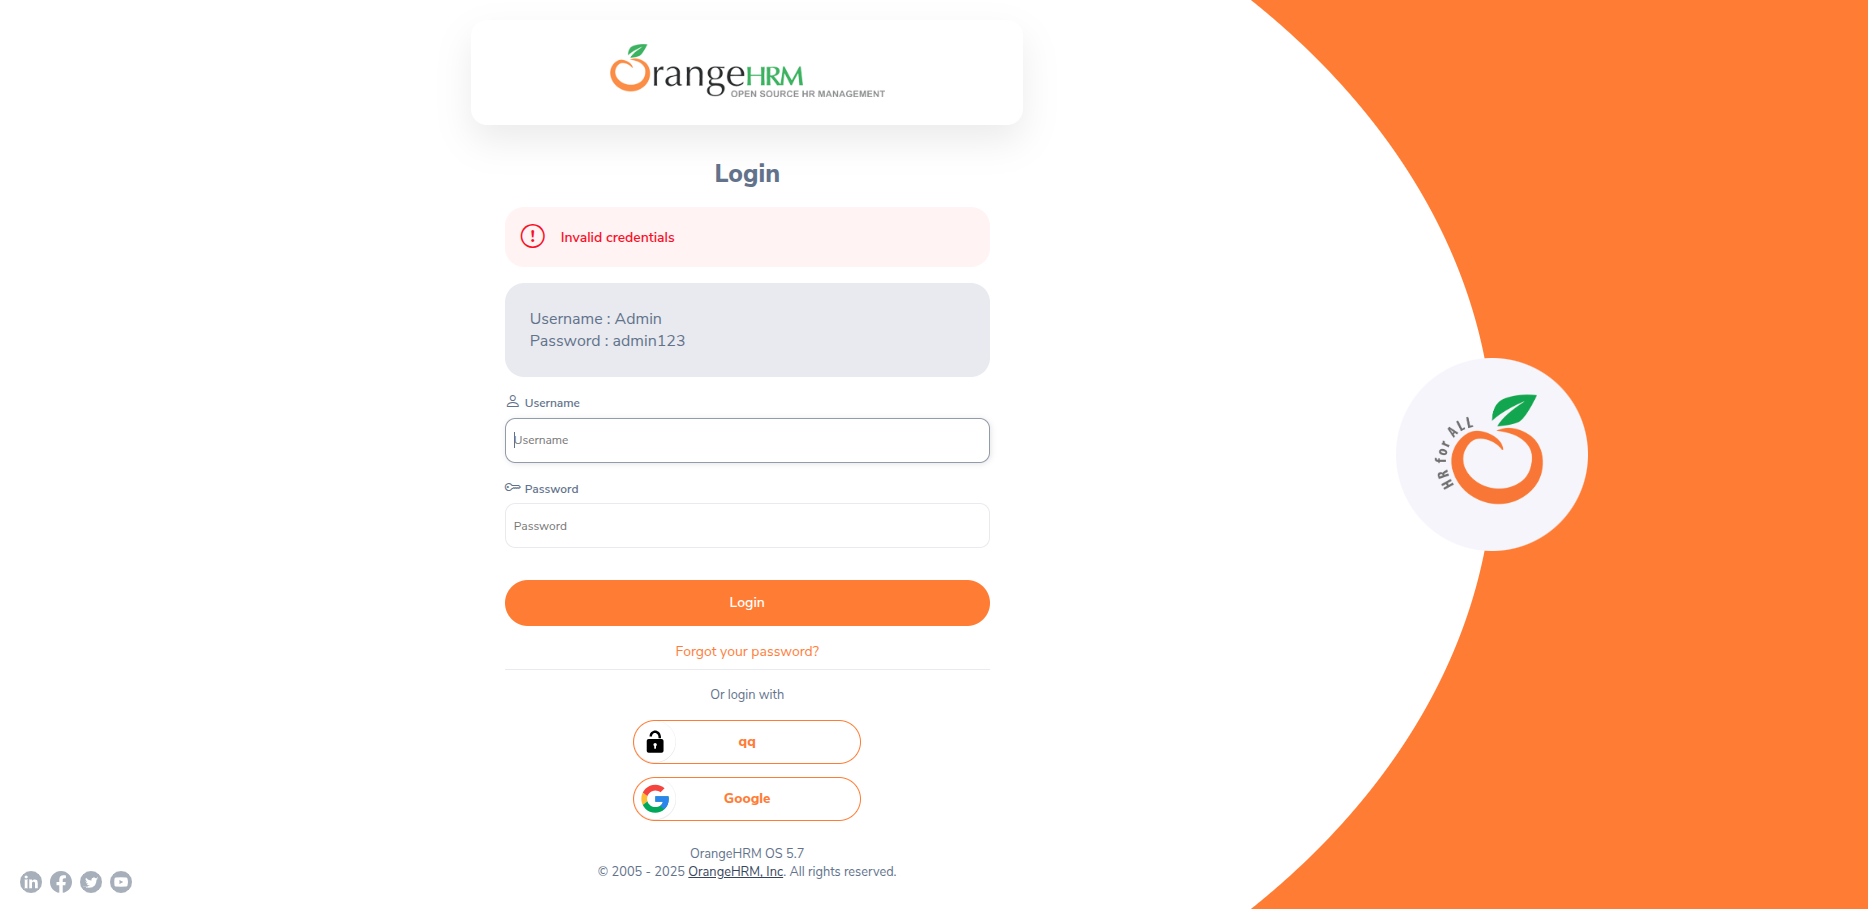 OrangeHRM
OPEN SOURCE HR MANAGEMENT
Login
Invalid credentials
Username : Admin
Password : admin123
Username
Username
Password
Password
Login
Forgot your password?
Or login with
qq
Google
OrangeHRM OS 5.7
© 2005 - 2025 OrangeHRM, Inc. All rights reserved.
HR for ALL